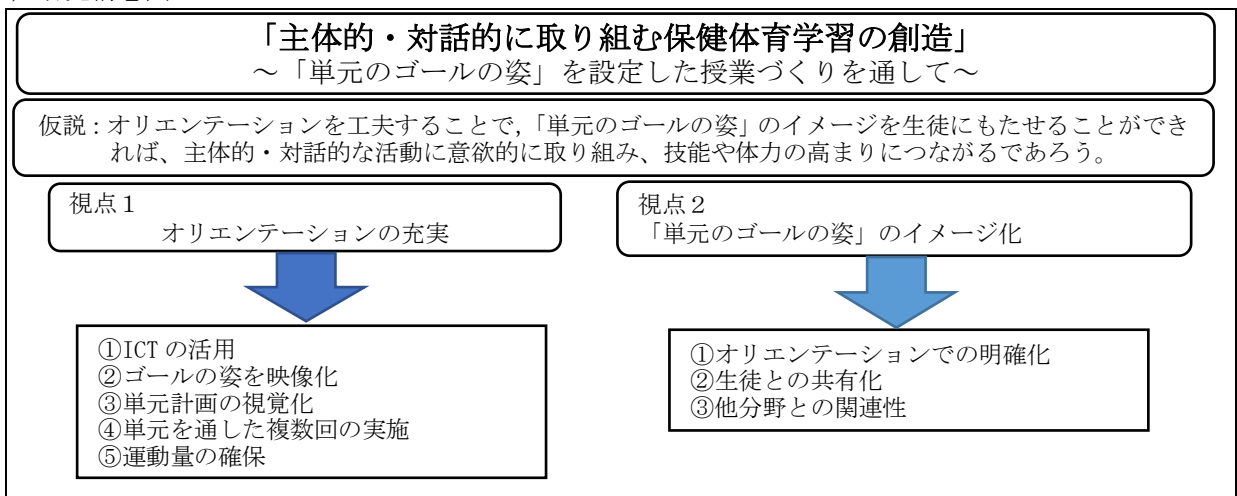 「主体的・対話的に取り組む保健体育学習の創造」
～「単元のゴールの姿」を設定した授業づくりを通して～
仮説：オリエンテーションを工夫することで,「単元のゴールの姿」のイメージを生徒にもたせることができ
れば、主体的・対話的な活動に意欲的に取り組み、技能や体力の高まりにつながるであろう。
視点１
オリエンテーションの充実
視点２
「単元のゴールの姿」のイメージ化
①ICT の活用
②ゴールの姿を映像化
③単元計画の視覚化
④単元を通した複数回の実施
⑤運動量の確保
①オリエンテーションでの明確化
②生徒との共有化
③他分野との関連性